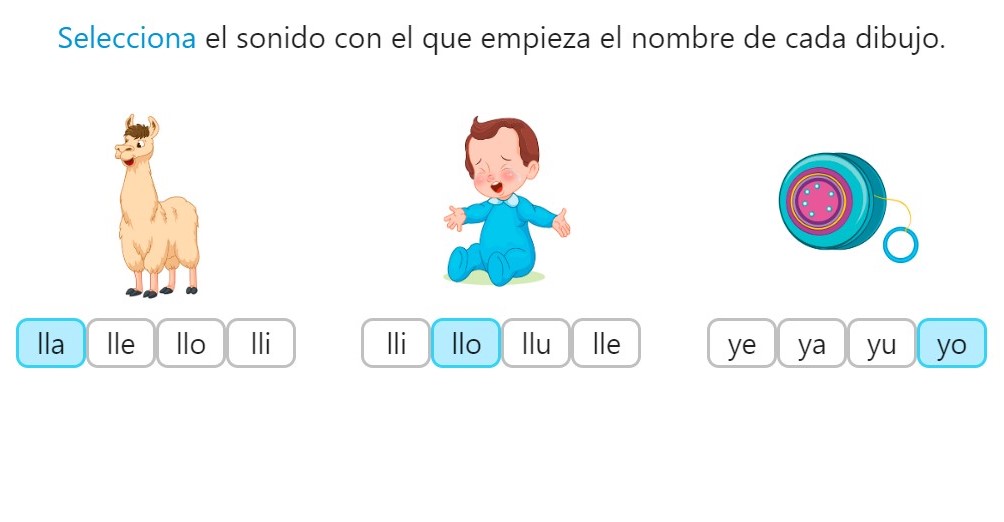 Selecciona el sonido con el que empieza el nombre de cada dibujo.
lla lle llo lli
lli llo llu lle
ye ya yu yo